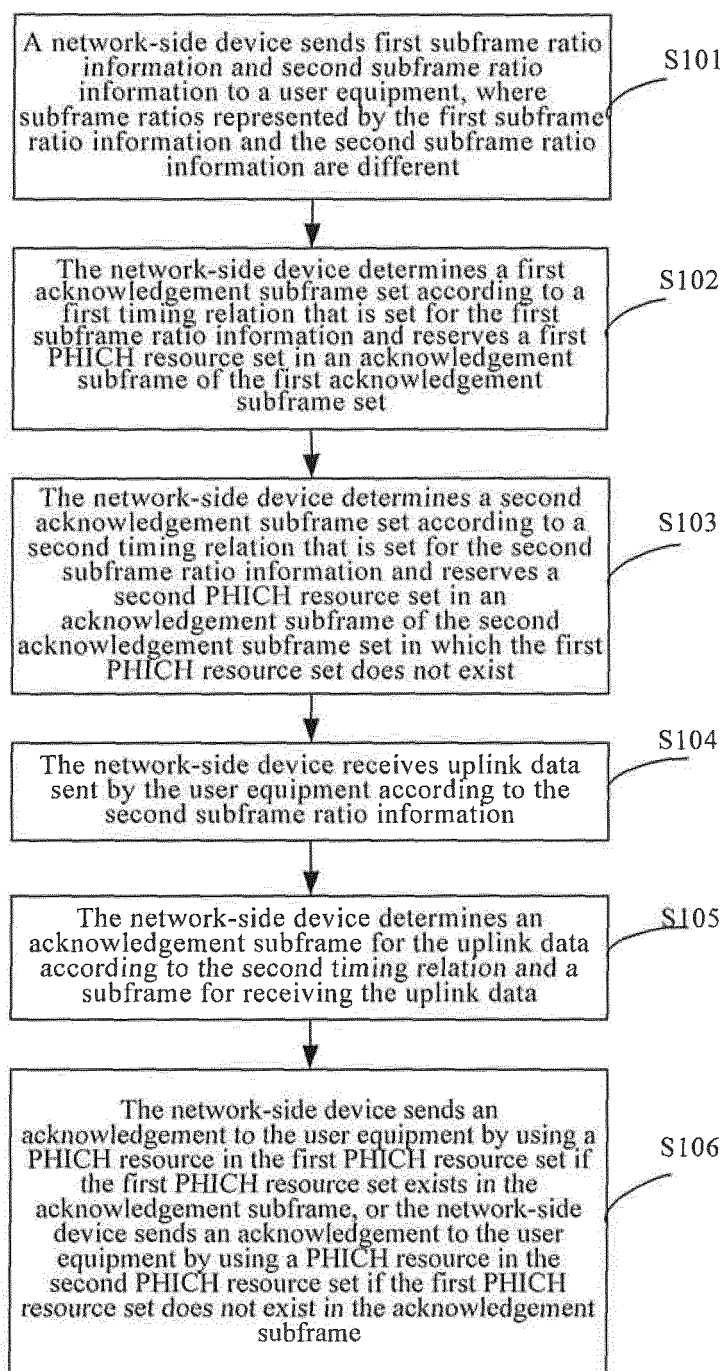 A network-side device sends first subframe ratio
information and second subframe ratio
information to a user equipment, where
subframe ratios represented by the first subframe
ratio information and the second subframe ratio
information are different
S101
The network-side device determines a first
acknowledgement subframe set according to a
first timing relation that is set for the first
subframe ratio information and reserves a first
PHICH resource set in an acknowledgement
subframe of the first acknowledgement
subframe set
S102
The network-side device determines a second
acknowledgement subframe set according to a
second timing relation that is set for the second
subframe ratio information and reserves a
second PHICH resource set in an
acknowledgement subframe of the second
acknowledgement subframe set in which the first
PHICH resource set does not exist
S103
The network-side device receives uplink data
sent by the user equipment according to the
second subframe ratio information
S104
The network-side device determines an
acknowledgement subframe for the uplink data
according to the second timing relation and a
subframe for receiving the uplink data
S105
The network-side device sends an
acknowledgement to the user equipment by using a
PHICH resource in the first PHICH resource set if
the first PHICH resource set exists in the
acknowledgement subframe, or the network-side
device sends an acknowledgement to the user
equipment by using a PHICH resource in the
second PHICH resource set if the first PHICH
resource set does not exist in the acknowledgement
subframe
S106